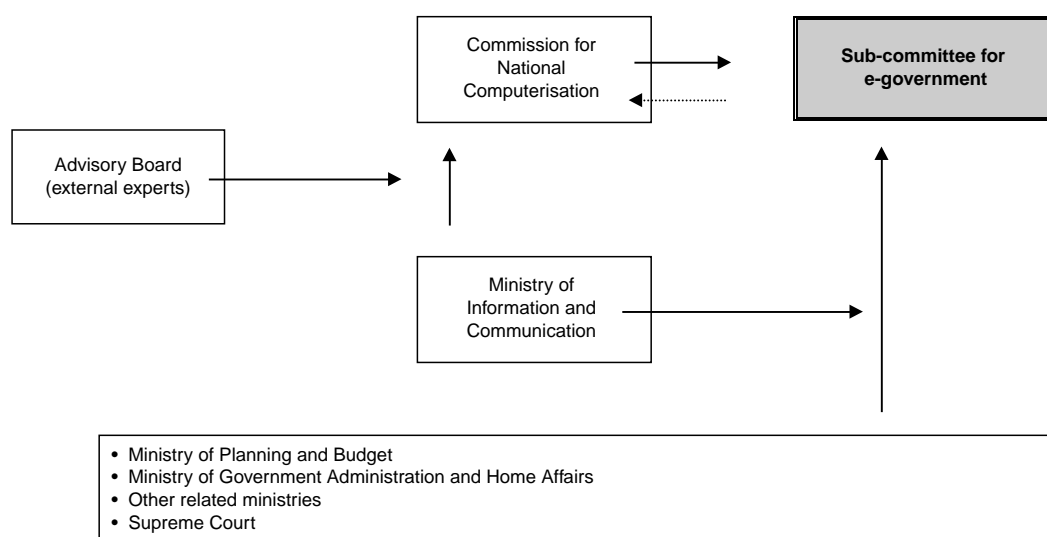 Commission for
National
Computerisation
Sub-committee for
e-government
Advisory Board
(external experts)
Ministry of
Information and
Communication
• Ministry of Planning and Budget
• Ministry of Government Administration and Home Affairs
• Other related ministries
• Supreme Court